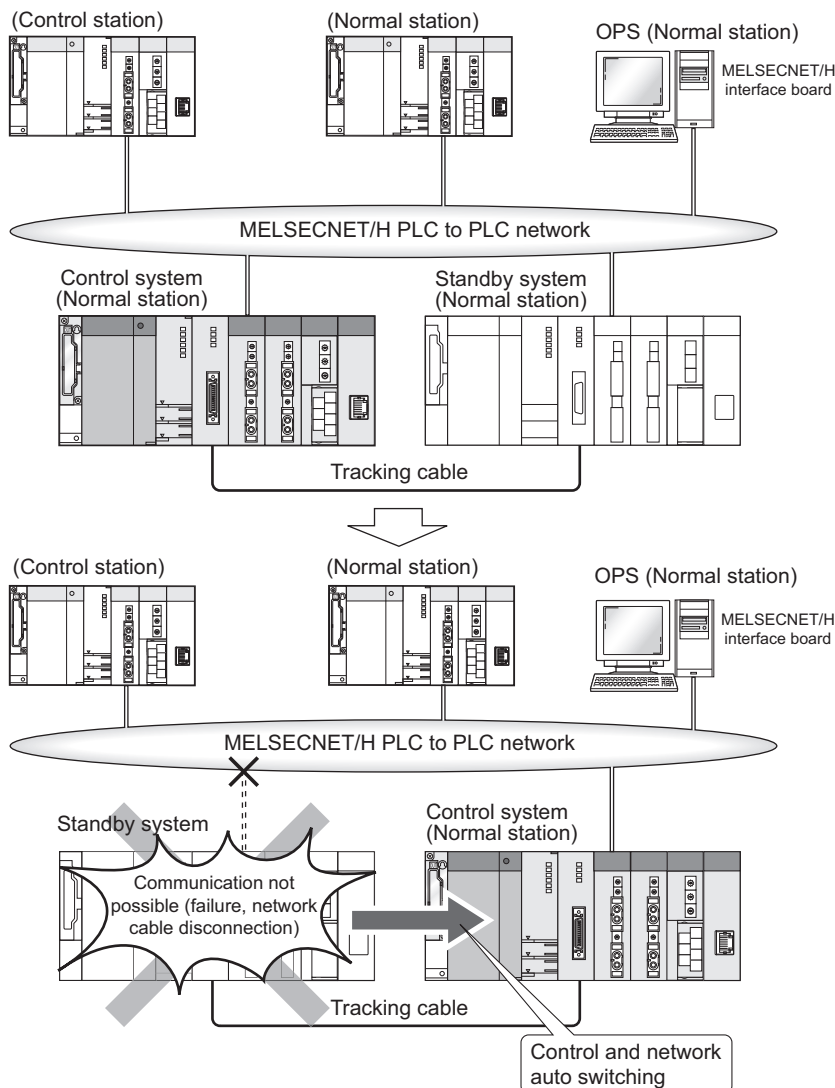 (Control station)
(Normal station)
OPS (Normal station)
MELSECNET/H
interface board
MELSECNET/H PLC to PLC network
Control system
(Normal station)
Standby system
(Normal station)
Tracking cable
(Control station)
(Normal station)
OPS (Normal station)
MELSECNET/H
interface board
MELSECNET/H PLC to PLC network
Standby system
Control system
(Normal station)
Communication not
possible (failure, network
cable disconnection)
Tracking cable
Control and network
auto switching